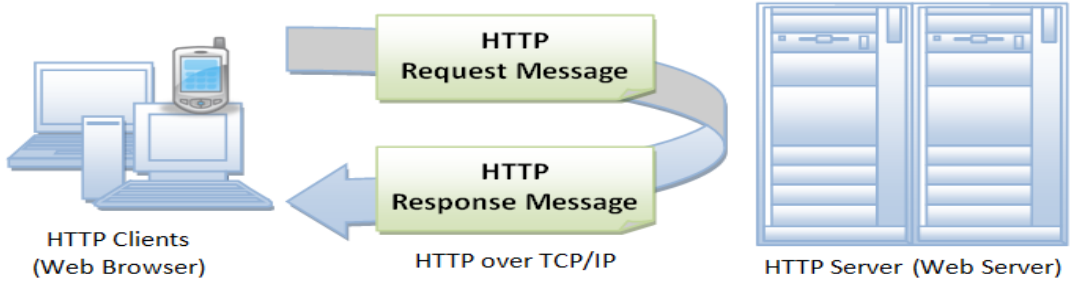 HTTP
Request Message
HTTP
Response Message
HTTP Clients
(Web Browser)
HTTP over TCP/IP
HTTP Server (Web Server)